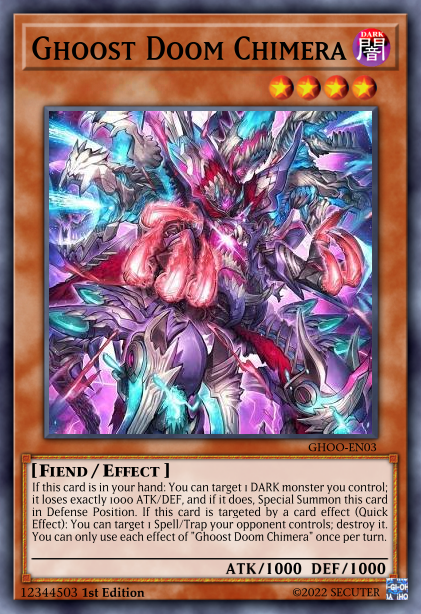 Ghoost Doom Chimera
DARK
闇
GHOO-EN03
[Fiend / Effect ]
If this card is in your hand: You can target 1 DARK monster you control;
it loses exactly 1000 ATK/DEF, and if it does, Special Summon this card
in Defense Position. If this card is targeted by a card effect (Quick
Effect): You can target 1 Spell/Trap your opponent controls; destroy it.
You can only use each effect of "Ghoost Doom Chimera" once per turn.
ATK/1000 DEF/1000
12344503 1st Edition
©2022 SECUTER